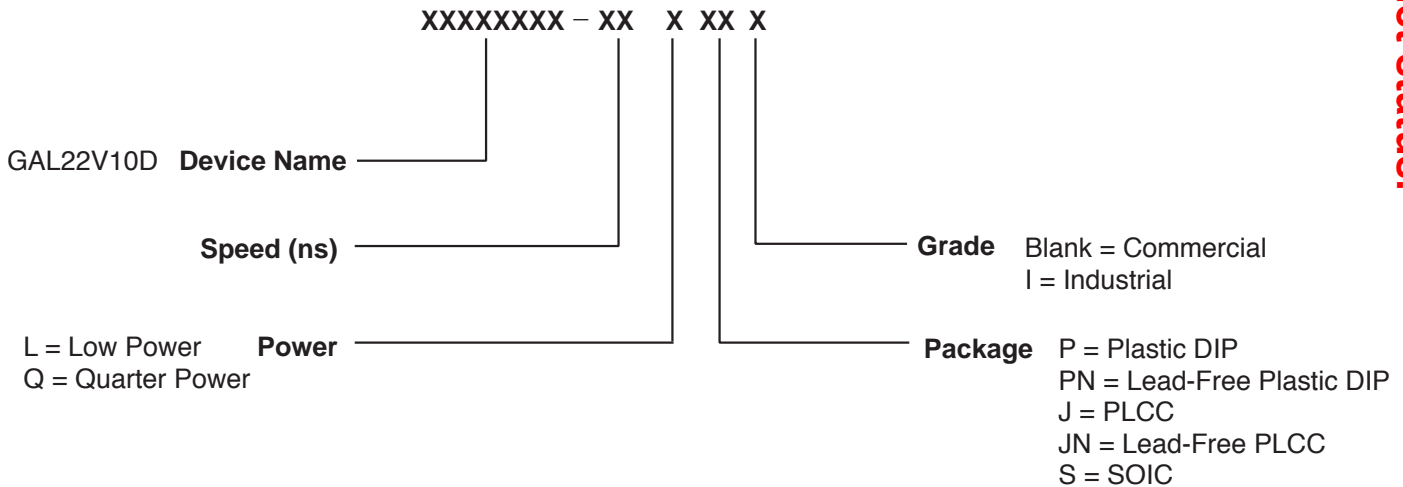 XXXXXXXX – XX X XX X
GAL22V10D Device Name
Speed (ns)
Grade Blank = Commercial
I = Industrial
L = Low Power Power
Q = Quarter Power
Package P = Plastic DIP
PN = Lead-Free Plastic DIP
J = PLCC
JN = Lead-Free PLCC
S = SOIC